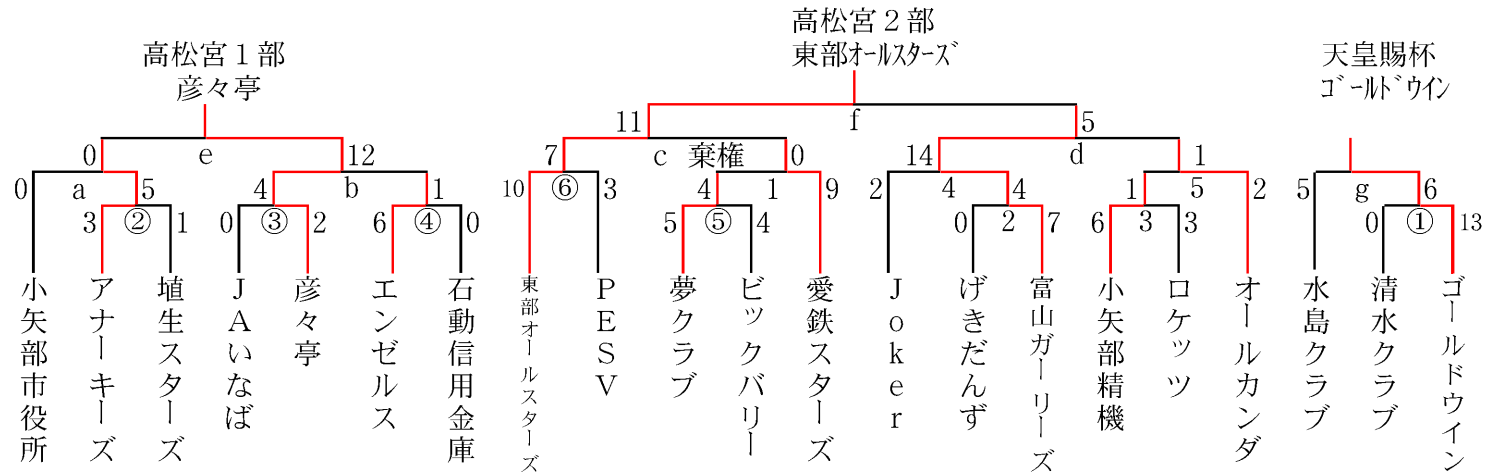 高松宮１部
彦々亭
高松宮２部
東部ｵｰﾙｽﾀｰｽﾞ
天皇賜杯
ｺﾞｰﾙﾄﾞｳｲﾝ
11 f 5
0 e 12 7 c 棄権 0 14 d 1
0 a 5 4 b 1 10 ⑥ 3 4 1 9 2 4 4 1 5 2 5 g 6
3 ② 1 0 ③ 2 6 ④ 0 5 ⑤ 4 0 2 7 6 3 3 0 ① 13
小矢部市役所
アナーキーズ
埴生スターズ
ＪＡいなば
彦々亭
エンゼルス
石動信用金庫
東部オールスターズ
ＰＥＳＶ
夢クラブ
ビックバリー
愛鉄スターズ
Ｊｏｋｅｒ
げきだんず
富山ガーリーズ
小矢部精機
ロケッツ
オールカンダ
水島クラブ
清水クラブ
ゴールドウイン